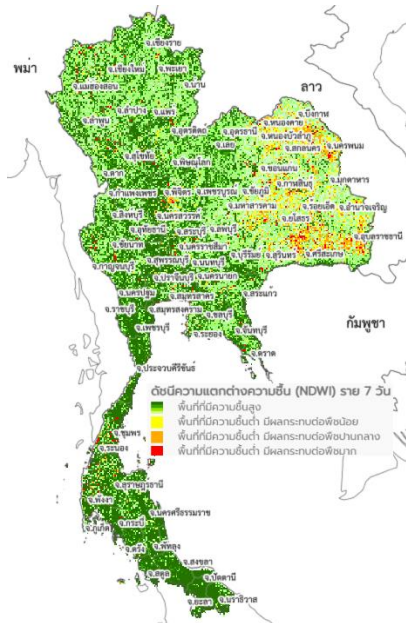 จ.เชียงราย
พม่า
จ.เชียงใหม่
จ.พะเยา
จ.แม่ฮ่องสอน
จ.น่าน
ลาว
จ.ลำปาง
จ.แพร่
จ.ลำพูน
จ.บึงกาฬ
จ.หนองคาย
จ.อุตรดิตถ์
จ.อุดรธานี
จ.หนองบัวลำภู
จ.เลย
จ.สกลนคร
จ.นครพนม
จ.สุโขทัย
จ.พิษณุโลก
จ.ตาก
จ.ขอนแก่น
จ.มุกดาหาร
จ.กำแพงเพชร
จ.พิจิตร
จ.เพชรบูรณ์
จ.ชัยภูมิ
จ.กาฬสินธุ์
จ.มหาสารคาม
จ.ร้อยเอ็ด
จ.อำนาจเจริญ
จ.สิงห์บุรี
จ.นครสวรรค์
จ.ยโสธร
จ.อุทัยธานี
จ.สระบุรี
จ.ลพบุรี
จ.อุบลราชธานี
จ.ชัยนาท
จ.นครราชสีมา
จ.บุรีรัมย์
จ.สุรินทร์
จ.ศรีสะเกษ
จ.สุพรรณบุรี
จ.นนทบุรี
จ.กาญจนบุรี
จ.ปราจีนบุรี
จ.นครนายก
จ.สระแก้ว
จ.นครปฐม
จ.สมุทรสาคร
จ.ราชบุรี
จ.สมุทรสงคราม
จ.ชลบุรี
กัมพูชา
จ.เพชรบุรี
จ.ระยอง
จ.จันทบุรี
จ.ตราด
จ.ประจวบคีรีขันธ์
ดัชนีความแตกต่างความชื้น (NDWI) ราย 7 วัน
พื้นที่ที่มีความชื้นสูง
พื้นที่ที่มีความชื้นต่ำ มีผลกระทบต่อพืชน้อย
พื้นที่ที่มีความชื้นต่ำ มีผลกระทบต่อพืชปานกลาง
พื้นที่ที่มีความชื้นต่ำ มีผลกระทบต่อพืชมาก
จ.ชุมพร
จ.ระนอง
จ.สุราษฎร์ธานี
จ.พังงา
จ.นครศรีธรรมราช
จ.ภูเก็ต
จ.กระบี่
จ.ตรัง
จ.พัทลุง
จ.สงขลา
จ.สตูล
จ.ปัตตานี
จ.ยะลา
จ.นราธิวาส